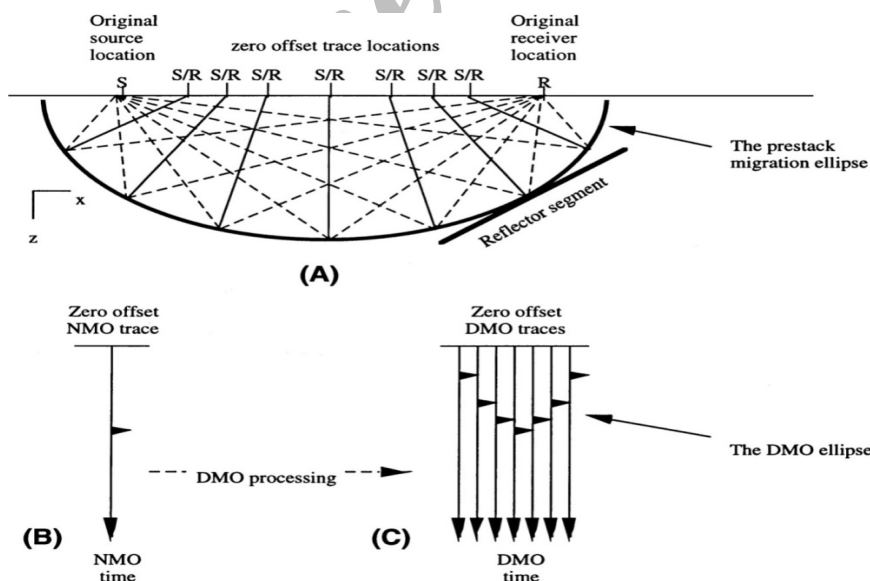 Original
source
location
zero offset trace locations
Original
receiver
location
S
S/R S/R S/R S/R S/R S/R S/R
R
The prestack
migration ellipse
x
z
Reflector segment
(A)
Zero offset
NMO trace
Zero offset
DMO traces
DMO processing
The DMO ellipse
(B)
NMO
time
(C)
DMO
time